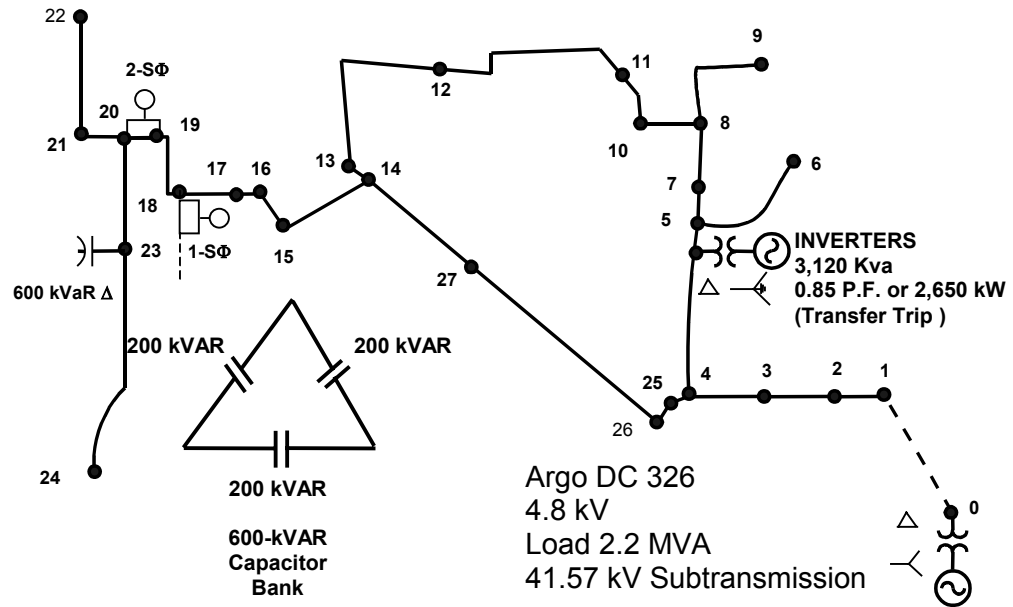 22
2-SΦ
20
19
21
18
17
16
13
14
15
12
11
10
9
8
7
6
5
INVERTERS
3,120 Kva
0.85 P.F. or 2,650 kW
(Transfer Trip )
Δ
1-SΦ
23
600 kVaR Δ
27
200 kVAR
200 kVAR
200 kVAR
600-kVAR
Capacitor
Bank
24
25
26
4
3
2
1
0
Δ
Argo DC 326
4.8 kV
Load 2.2 MVA
41.57 kV Subtransmission